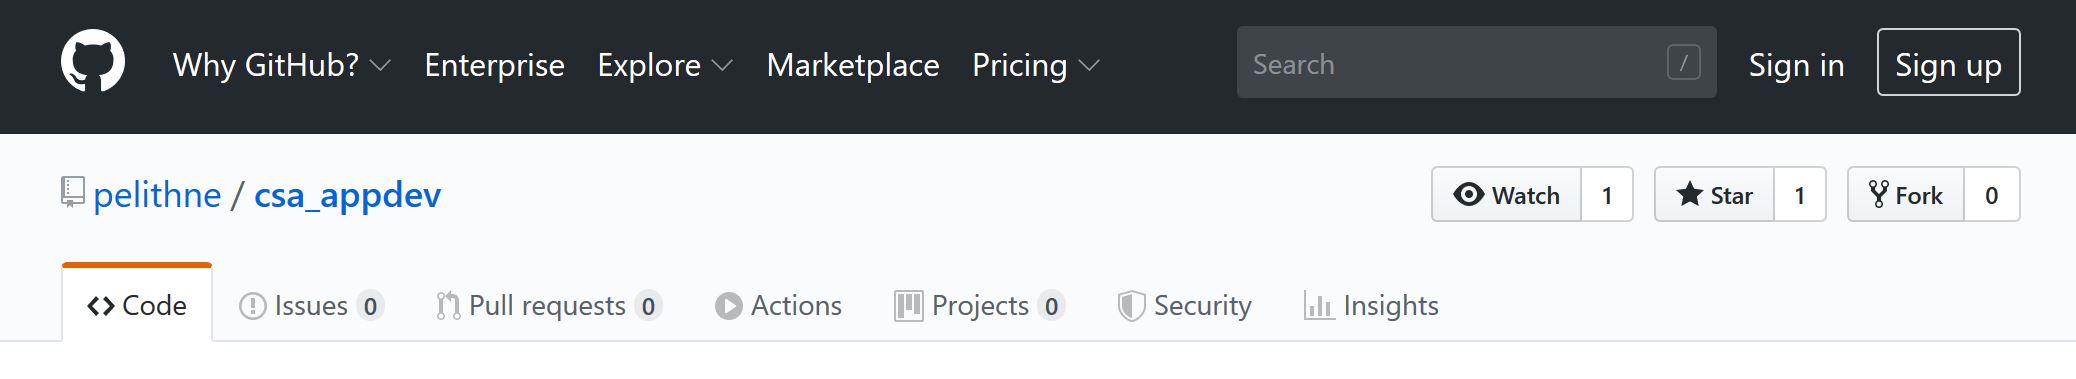 Why GitHub? Enterprise Explore Marketplace Pricing Search / Sign in Sign up
pelithne / csa_appdev Watch 1 Star 1 Fork 0
Code Issues 0 Pull requests 0 Actions Projects 0 Security Insights